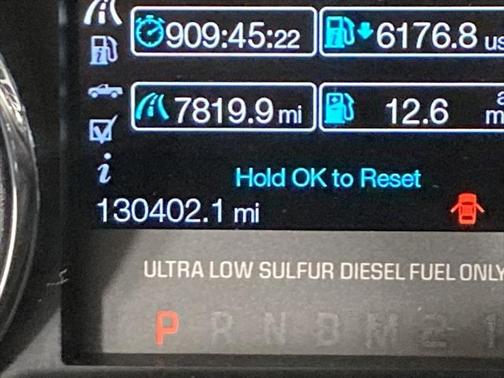 909:45:22 6176.8 us
7819.9 mi 12.6 m
Hold OK to Reset
i
130402.1 mi
ULTRA LOW SULFUR DIESEL FUEL ONLY
P R N D M 2 1